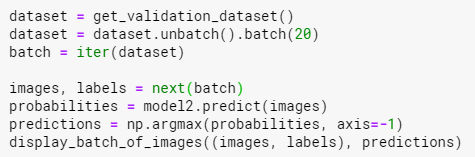 dataset = get_validation_dataset()
dataset = dataset.unbatch().batch(20)
batch = iter(dataset)
images, labels = next(batch)
probabilities = model2.predict(images)
predictions = np.argmax(probabilities, axis=-1)
display_batch_of_images((images, labels), predictions)